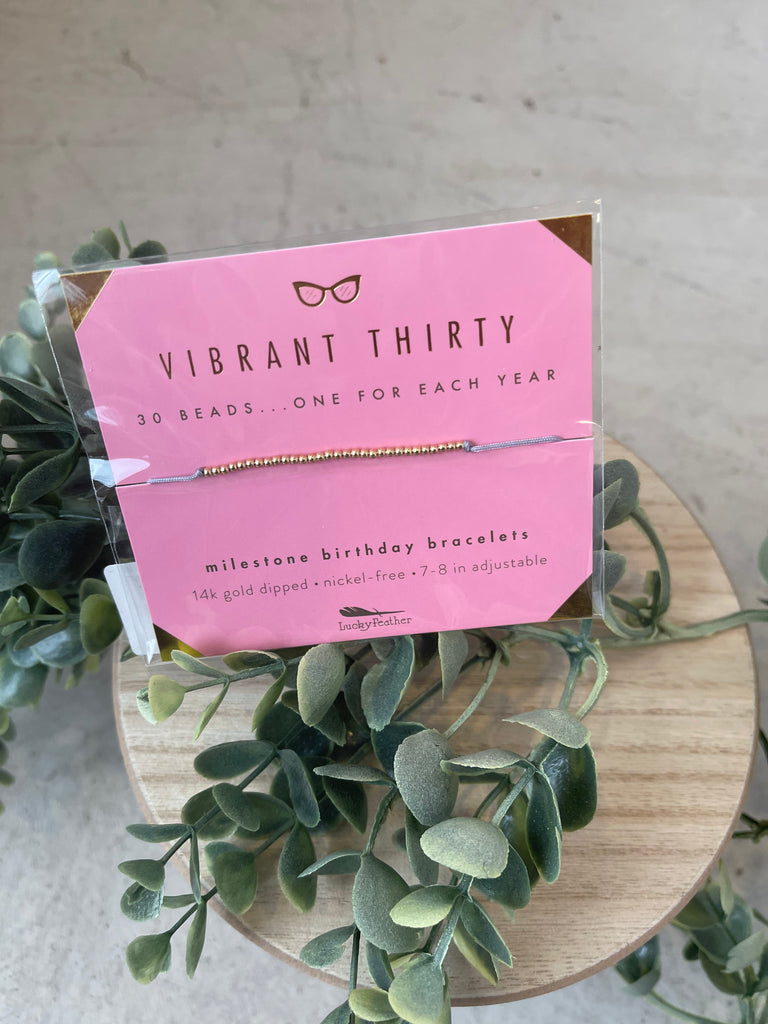 VIBRANT THIRTY
30 BEADS...ONE FOR EACH YEAR
milestone birthday bracelets
14k gold dipped • nickel-free • 7-8 in adjustable
LuckyFeather